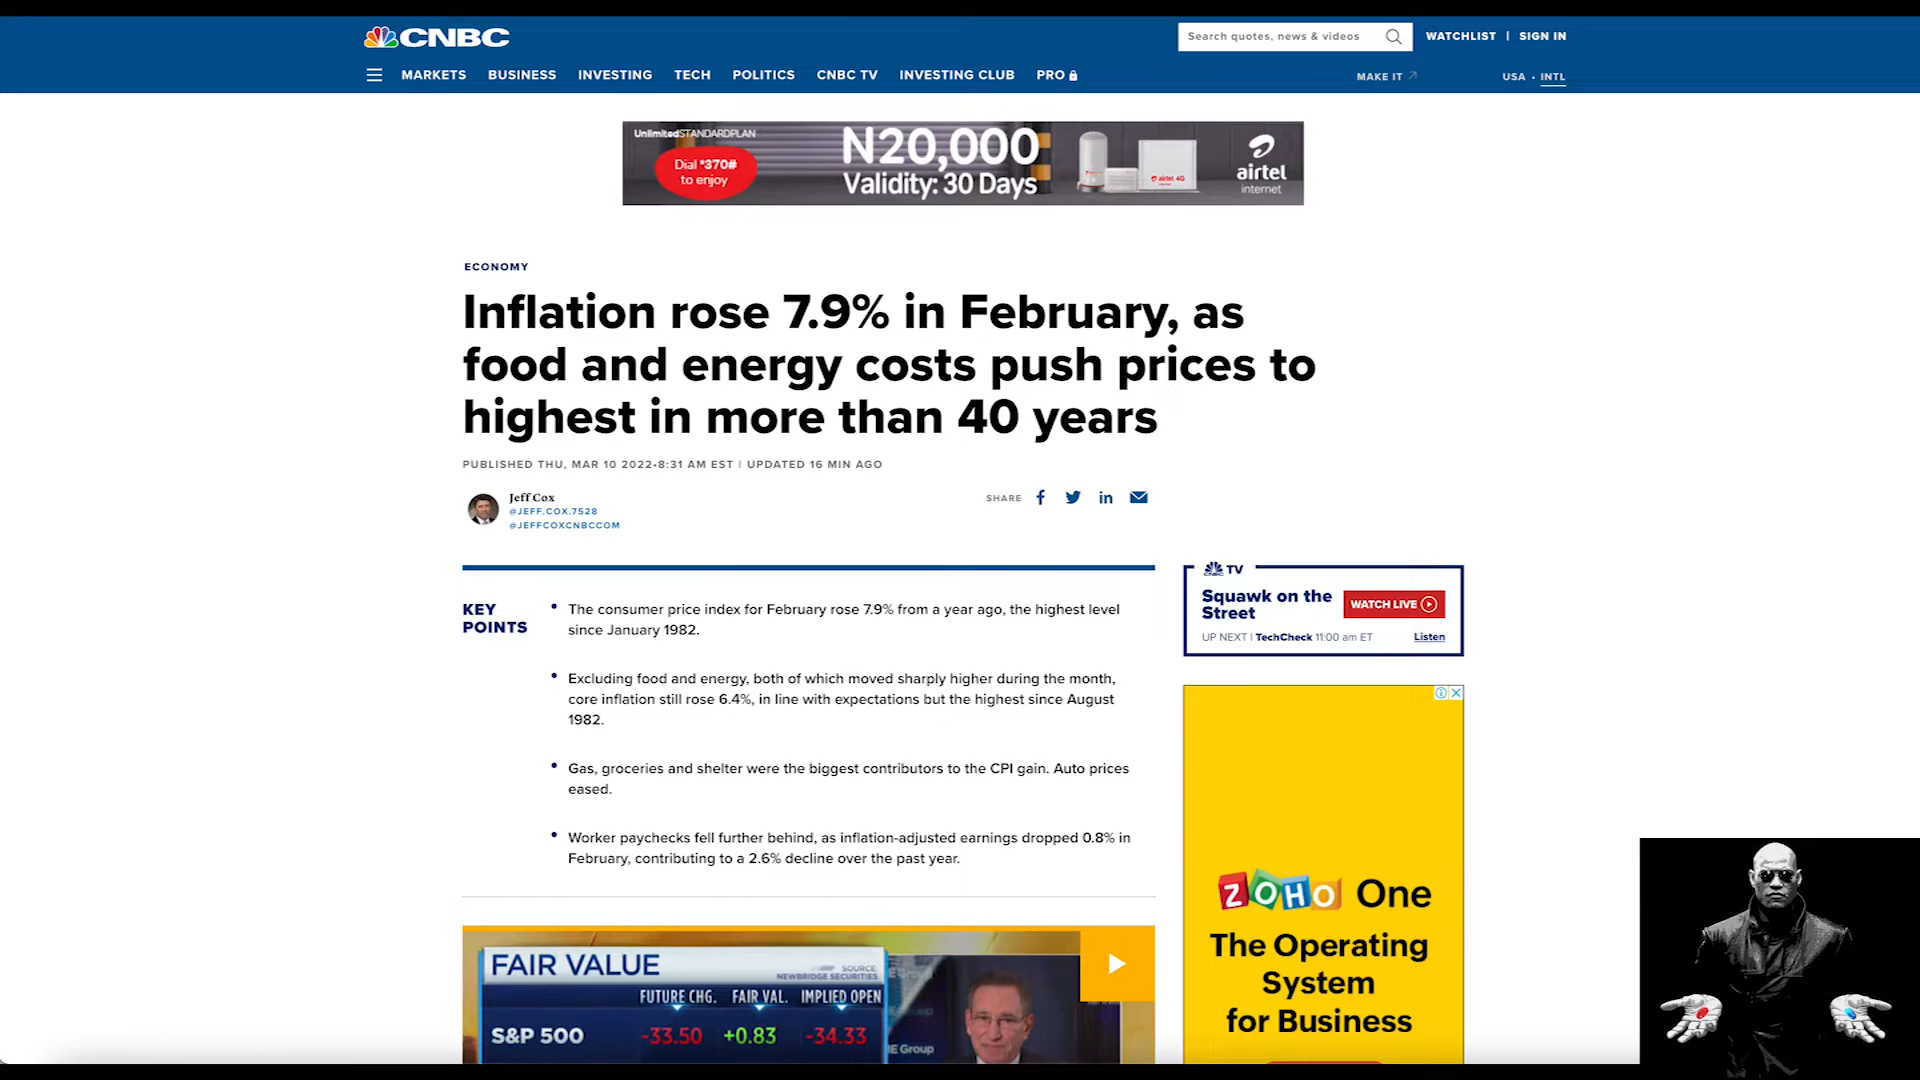 CNBC
Search quotes, news & videos
WATCHLIST | SIGN IN
MARKETS BUSINESS INVESTING TECH POLITICS CNBC TV INVESTING CLUB PRO
MAKE IT
USA • INTL
UnlimitedSTANDARDPLAN
Dial *370#
to enjoy
N20,000
Validity: 30 Days
airtel 4G
airtel
internet
ECONOMY
Inflation rose 7.9% in February, as
food and energy costs push prices to
highest in more than 40 years
PUBLISHED THU, MAR 10 2022•8:31 AM EST | UPDATED 16 MIN AGO
Jeff Cox
@JEFF.COX.7528
@JEFFCOXCNBCCOM
SHARE
KEY
POINTS
• The consumer price index for February rose 7.9% from a year ago, the highest level
since January 1982.
• Excluding food and energy, both of which moved sharply higher during the month,
core inflation still rose 6.4%, in line with expectations but the highest since August
1982.
• Gas, groceries and shelter were the biggest contributors to the CPI gain. Auto prices
eased.
• Worker paychecks fell further behind, as inflation-adjusted earnings dropped 0.8% in
February, contributing to a 2.6% decline over the past year.
TV
Squawk on the
Street
WATCH LIVE
UP NEXT | TechCheck 11:00 am ET
Listen
ZOHO One
The Operating
System
for Business
FAIR VALUE
SOURCE:
NEWBRIDGE SECURITIES
FUTURE CHG. FAIR VAL. IMPLIED OPEN
S&P 500 -33.50 +0.83 -34.33
E Group